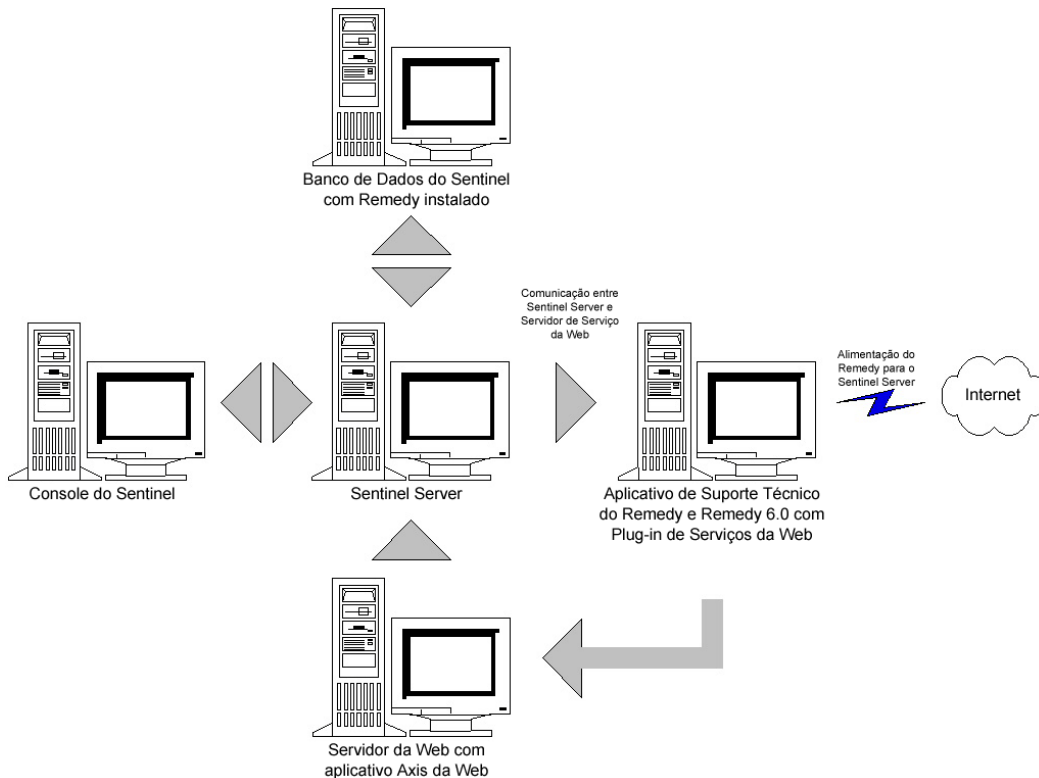 Banco de Dados do Sentinel
com Remedy instalado
Comunicação entre
Sentinel Server e
Servidor de Serviço
da Web
Alimentação do
Remedy para o
Sentinel Server
Internet
Console do Sentinel
Sentinel Server
Aplicativo de Suporte Técnico
do Remedy e Remedy 6.0 com
Plug-in de Serviços da Web
Servidor da Web com
aplicativo Axis da Web